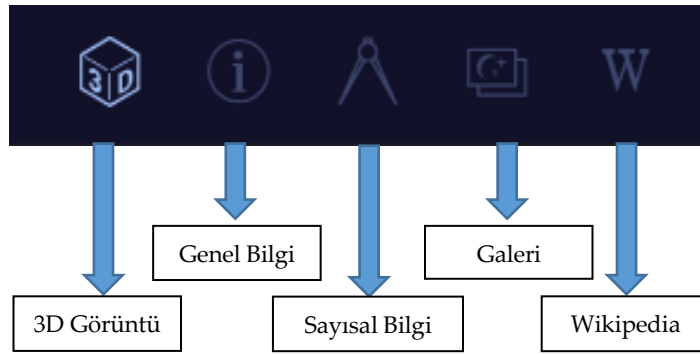 3D
i
W
Genel Bilgi
Galeri
3D Görüntü
Sayısal Bilgi
Wikipedia